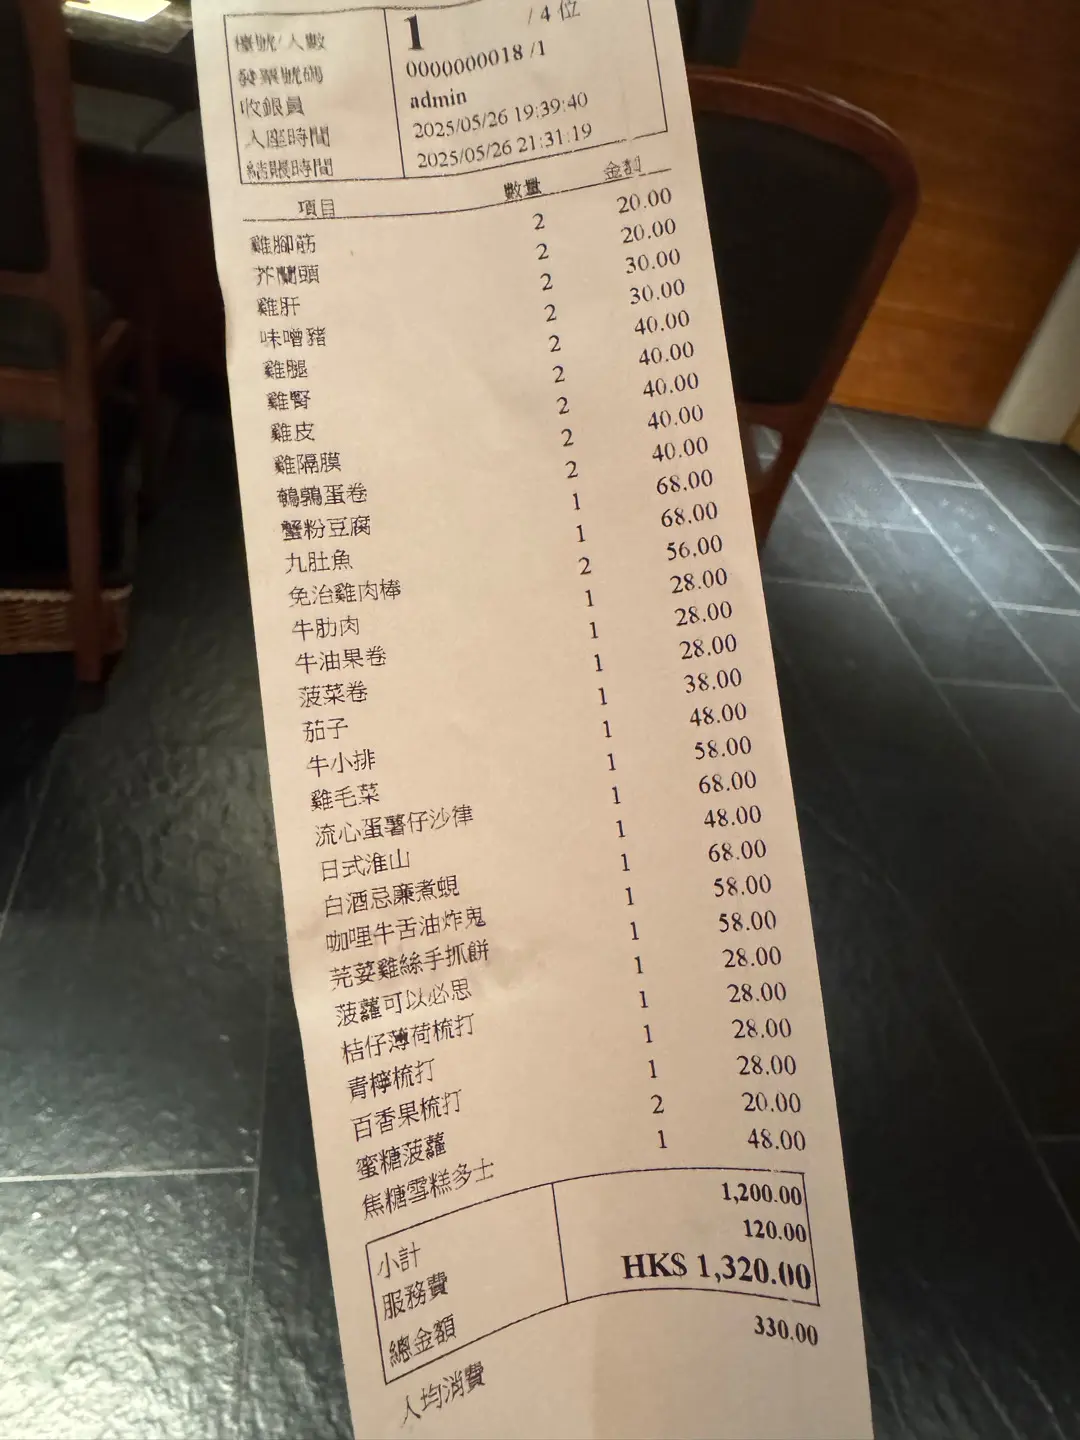 檯號/人數 1 / 4 位
發票號碼 0000000018 /1
收銀員 admin
入座時間 2025/05/26 19:39:40
結賬時間 2025/05/26 21:31:19
項目 數量 金額
雞腳筋 2 20.00
芥蘭頭 2 20.00
雞肝 2 30.00
味噌豬 2 30.00
雞腿 2 40.00
雞腎 2 40.00
雞皮 2 40.00
雞隔膜 2 40.00
鵪鶉蛋卷 2 40.00
蟹粉豆腐 1 68.00
九肚魚 1 68.00
免治雞肉棒 2 56.00
牛肋肉 1 28.00
牛油果卷 1 28.00
菠菜卷 1 28.00
茄子 1 38.00
牛小排 1 48.00
雞毛菜 1 58.00
流心蛋薯仔沙律 1 68.00
日式淮山 1 48.00
白酒忌廉煮蜆 1 68.00
咖哩牛舌油炸鬼 1 58.00
芫荽雞絲手抓餅 1 58.00
菠蘿可以必思 1 28.00
桔仔薄荷梳打 1 28.00
青檸梳打 1 28.00
百香果梳打 1 28.00
蜜糖菠蘿 2 20.00
焦糖雪糕多士 1 48.00
小計 1,200.00
服務費 120.00
總金額 HK$ 1,320.00
人均消費 330.00